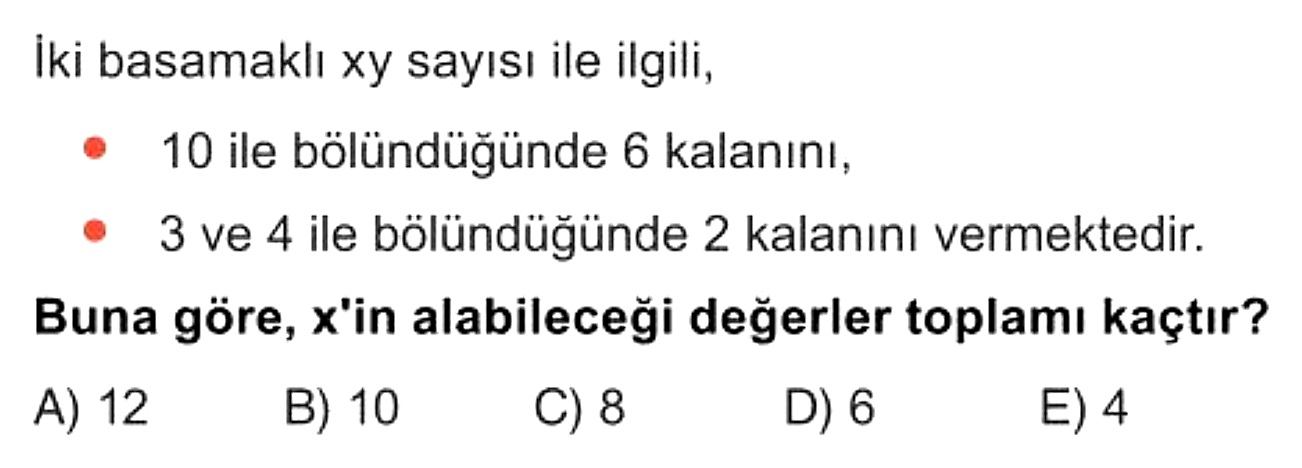 İki basamaklı xy sayısı ile ilgili,
• 10 ile bölündüğünde 6 kalanını,
• 3 ve 4 ile bölündüğünde 2 kalanını vermektedir.
Buna göre, x'in alabileceği değerler toplamı kaçtır?
A) 12 B) 10 C) 8 D) 6 E) 4